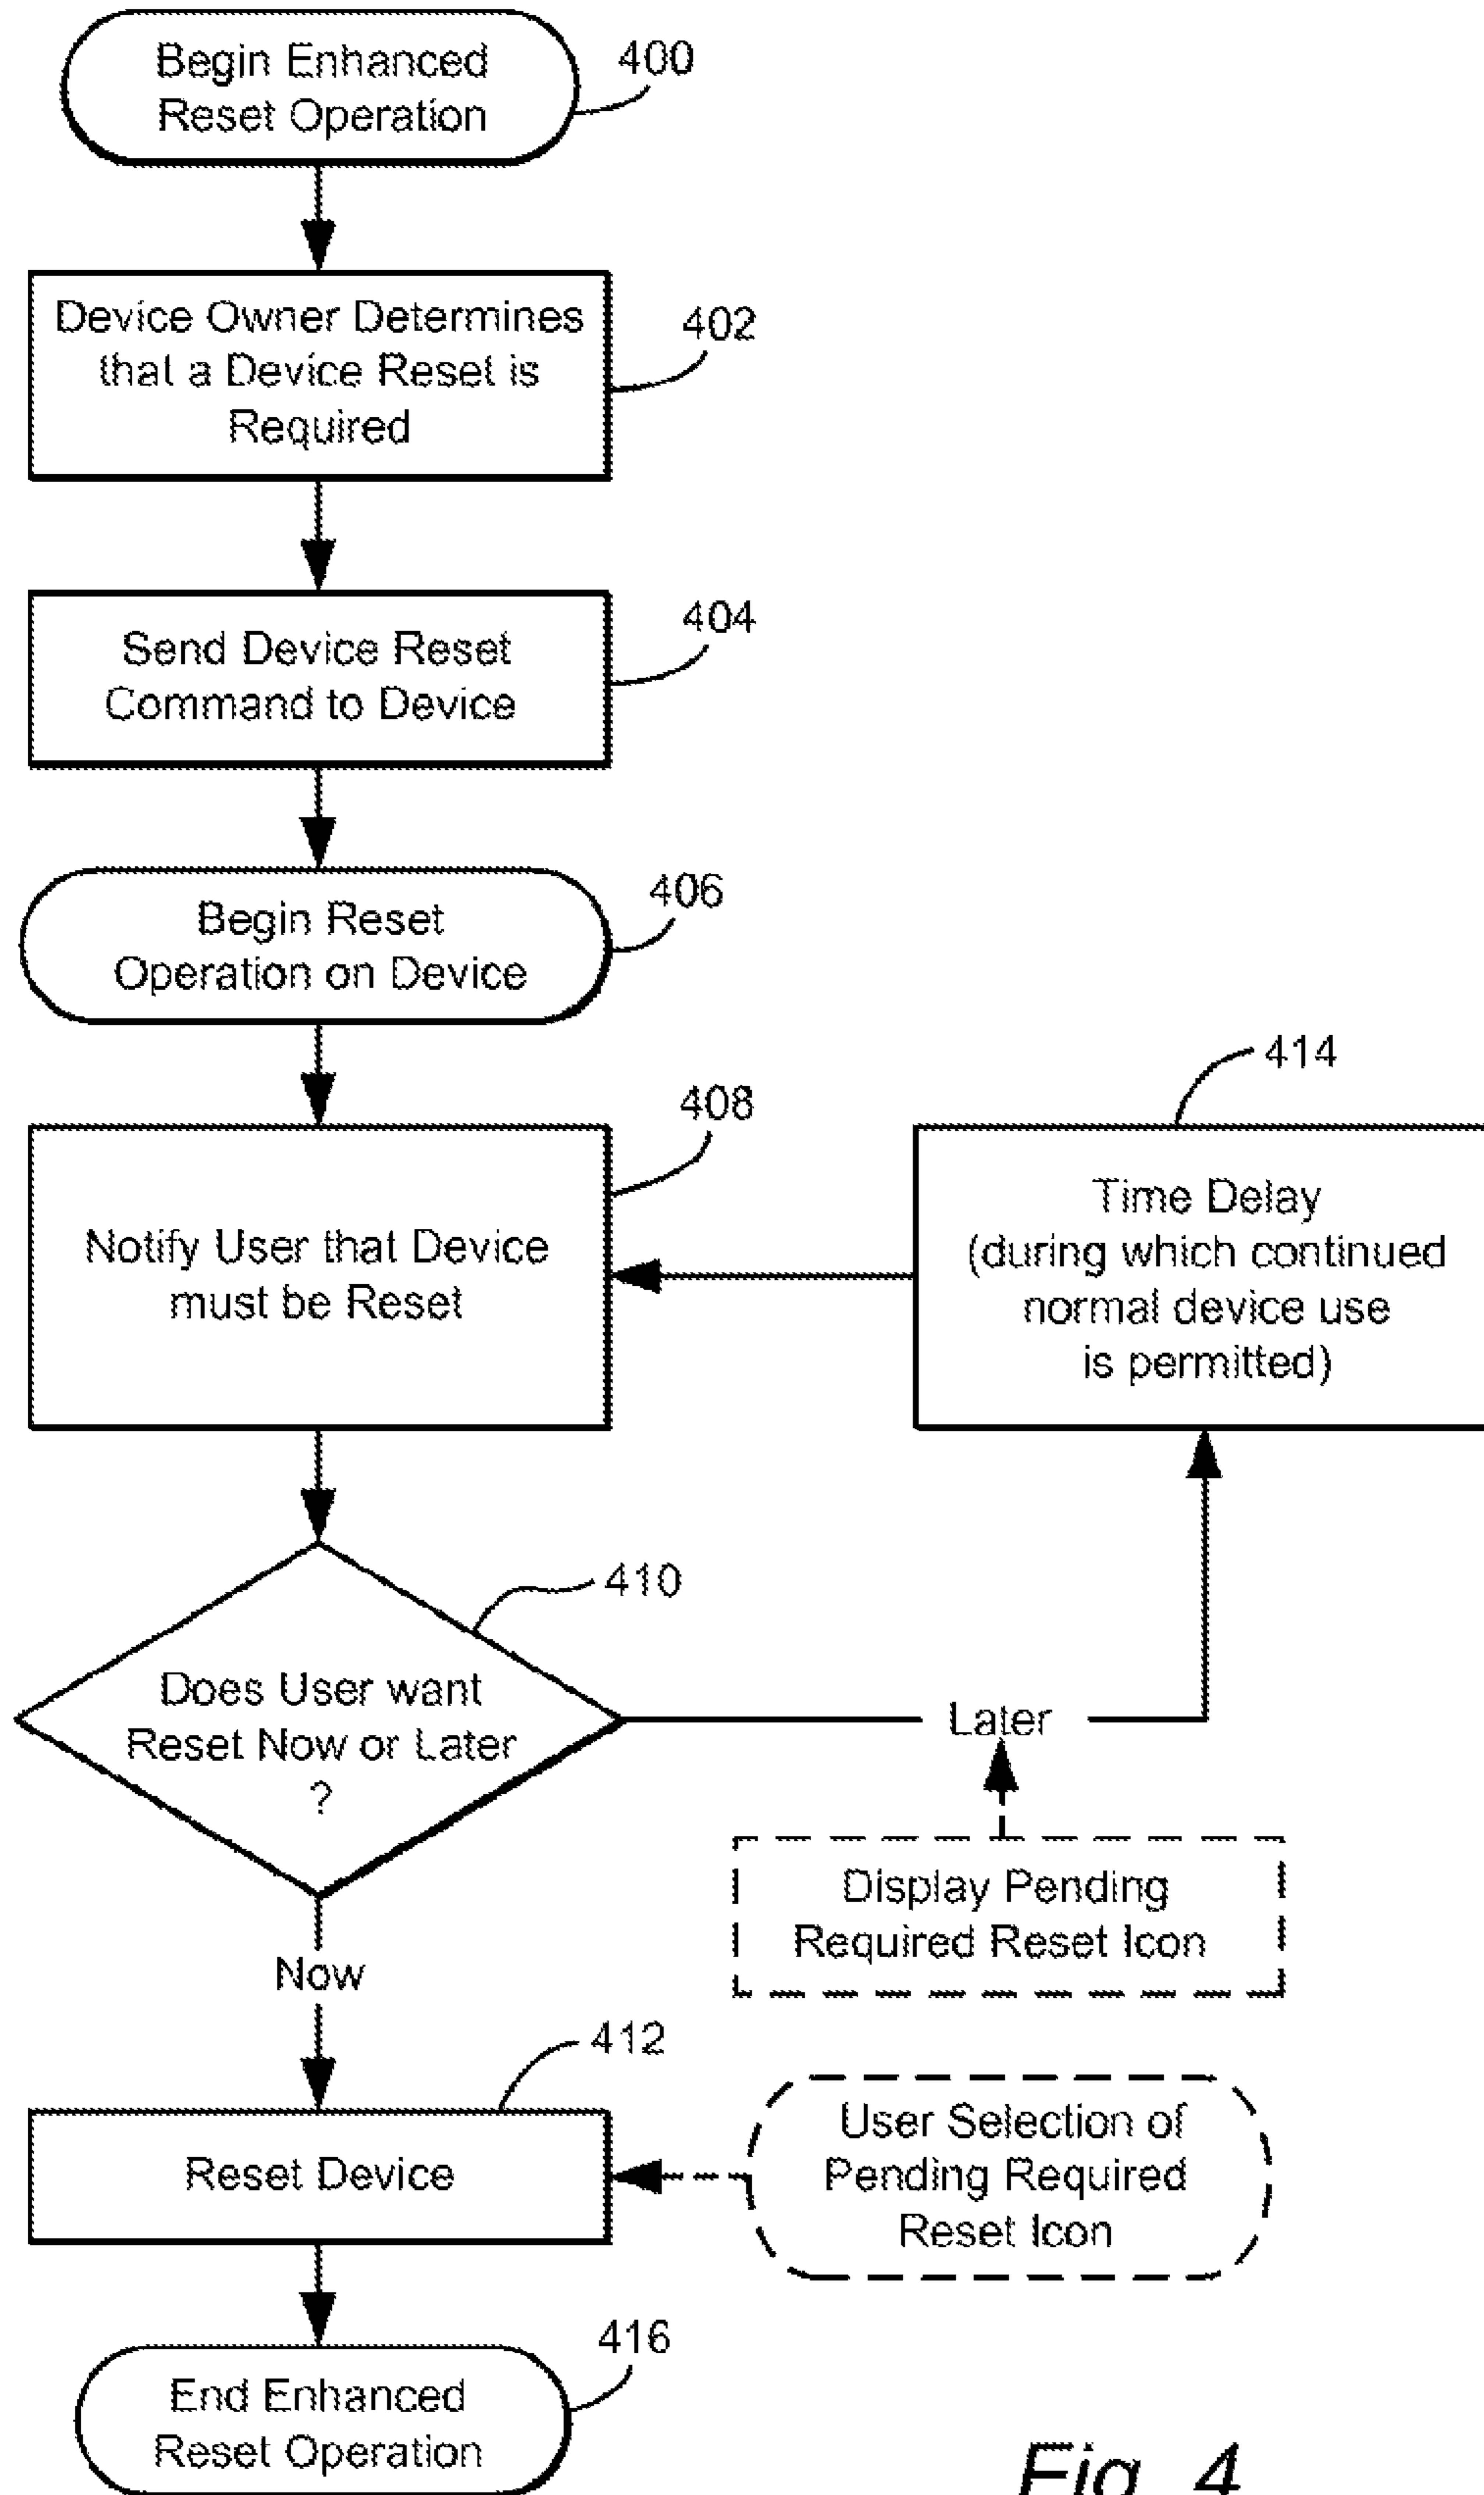 Begin Enhanced
Reset Operation
400
Device Owner Determines
that a Device Reset is
Required
402
Send Device Reset
Command to Device
404
Begin Reset
Operation on Device
406
Notify User that Device
must be Reset
408
Time Delay
(during which continued
normal device use
is permitted)
414
Does User want
Reset Now or Later
?
410
Later
Display Pending
Required Reset Icon
Now
Reset Device
412
User Selection of
Pending Required
Reset Icon
End Enhanced
Reset Operation
416
Fig. 4